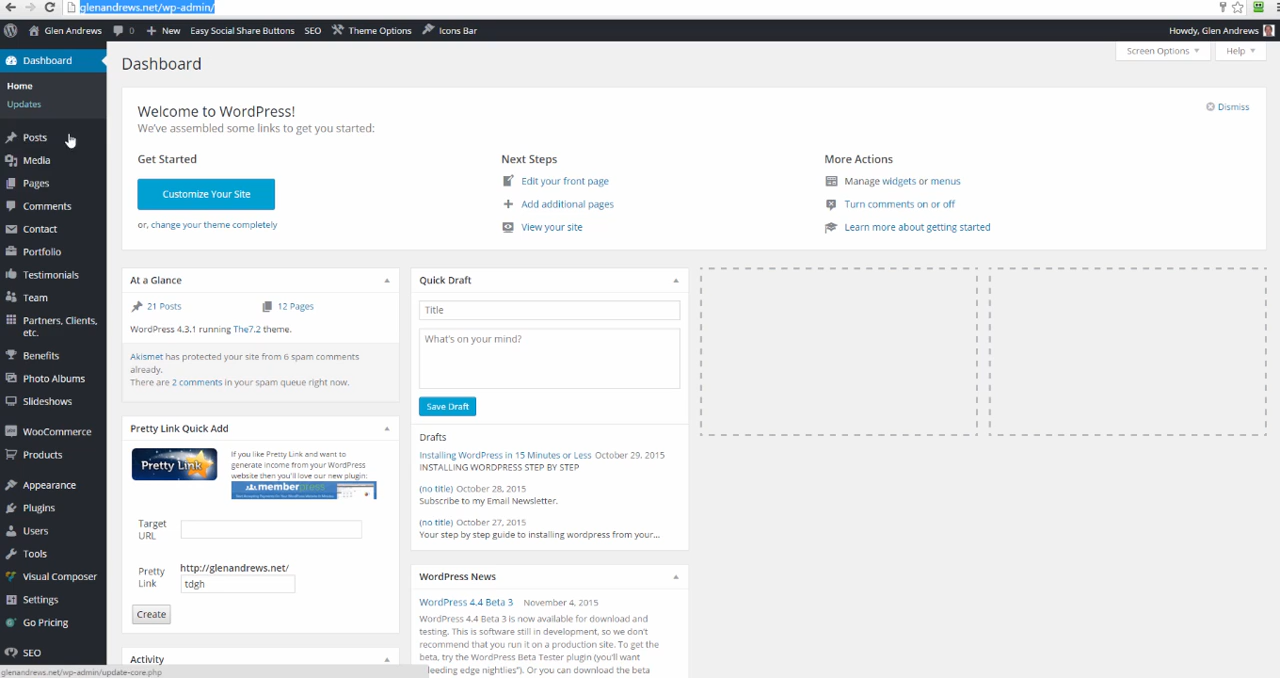 glenandrews.net/wp-admin/
Glen Andrews 0 New Easy Social Share Buttons SEO Theme Options Icons Bar Howdy, Glen Andrews
Dashboard
Home
Updates
Posts
Media
Pages
Comments
Contact
Portfolio
Testimonials
Team
Partners, Clients,
etc.
Benefits
Photo Albums
Slideshows
WooCommerce
Products
Appearance
Plugins
Users
Tools
Visual Composer
Settings
Go Pricing
SEO
Dashboard
Screen Options Help
Welcome to WordPress!
We've assembled some links to get you started:
Dismiss
Get Started
Customize Your Site
or, change your theme completely
Next Steps
Edit your front page
Add additional pages
View your site
More Actions
Manage widgets or menus
Turn comments on or off
Learn more about getting started
At a Glance
21 Posts 12 Pages
WordPress 4.3.1 running The7.2 theme.
Akismet has protected your site from 6 spam comments
already.
There are 2 comments in your spam queue right now.
Pretty Link Quick Add
Pretty Link
If you like Pretty Link and want to
generate income from your WordPress
website then you'll love our new plugin:
memberpress
Target
URL
Pretty
Link
http://glenandrews.net/
tdgh
Create
Activity
Quick Draft
Title
What's on your mind?
Save Draft
Drafts
Installing WordPress in 15 Minutes or Less October 29, 2015
INSTALLING WORDPRESS STEP BY STEP
(no title) October 28, 2015
Subscribe to my Email Newsletter.
(no title) October 27, 2015
Your step by step guide to installing wordpress from your...
WordPress News
WordPress 4.4 Beta 3 November 4, 2015
WordPress 4.4 Beta 3 is now available for download and
testing. This is software still in development, so we don't
recommend that you run it on a production site. To get the
beta, try the WordPress Beta Tester plugin (you'll want
leeding edge nightlies"). Or you can download the beta
glenandrews.net/wp-admin/update-core.php